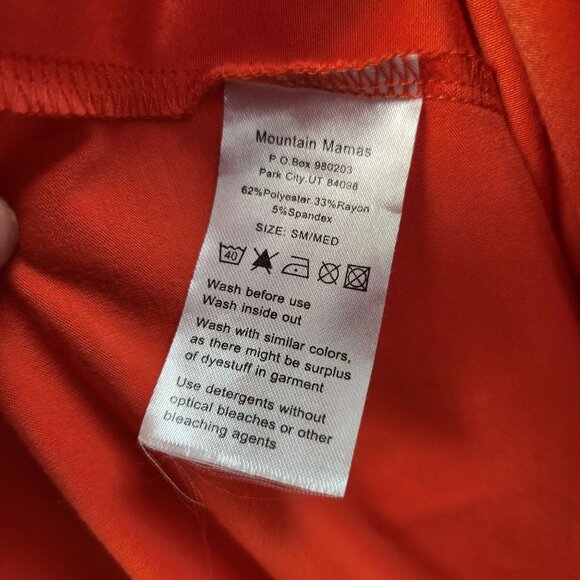 Mountain Mamas
P.O.Box 980203
Park City.UT 84098
62%Polyester 33%Rayon
5%Spandex
SIZE: SM/MED
40
Wash before use
Wash inside out
Wash with similar colors,
as there might be surplus
of dyestuff in garment
Use detergents without
optical bleaches or other
bleaching agents